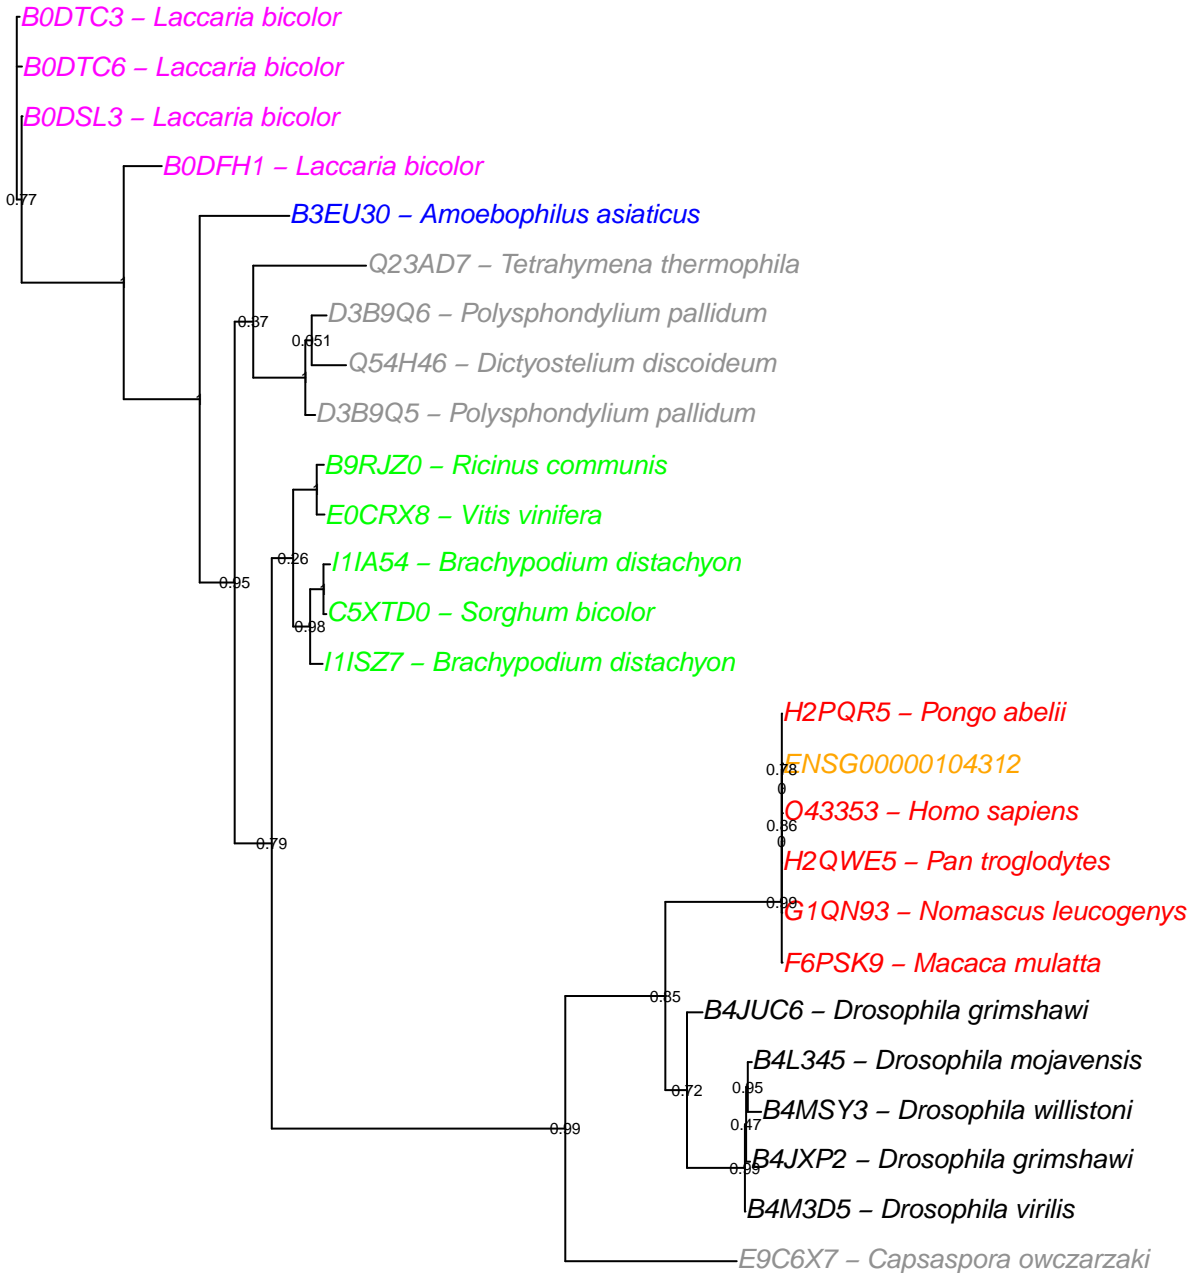 B0DTC3 – Laccaria bicolor
B0DTC6 – Laccaria bicolor
B0DSL3 – Laccaria bicolor
B0DFH1 – Laccaria bicolor
0.77
B3EU30 – Amoebophilus asiaticus
Q23AD7 – Tetrahymena thermophila
D3B9Q6 – Polysphondylium pallidum
0.37
0.051
Q54H46 – Dictyostelium discoideum
D3B9Q5 – Polysphondylium pallidum
B9RJZ0 – Ricinus communis
E0CRX8 – Vitis vinifera
0.26
I1IA54 – Brachypodium distachyon
0.95
C5XTD0 – Sorghum bicolor
0.98
I1ISZ7 – Brachypodium distachyon
H2PQR5 – Pongo abelii
0.78
ENSG00000104312
0
O43353 – Homo sapiens
0.86
0
0.79
H2QWE5 – Pan troglodytes
0.99
G1QN93 – Nomascus leucogenys
F6PSK9 – Macaca mulatta
0.85
B4JUC6 – Drosophila grimshawi
B4L345 – Drosophila mojavensis
0.72
0.95
B4MSY3 – Drosophila willistoni
0.99
0.47
B4JXP2 – Drosophila grimshawi
0.99
B4M3D5 – Drosophila virilis
E9C6X7 – Capsaspora owczarzaki